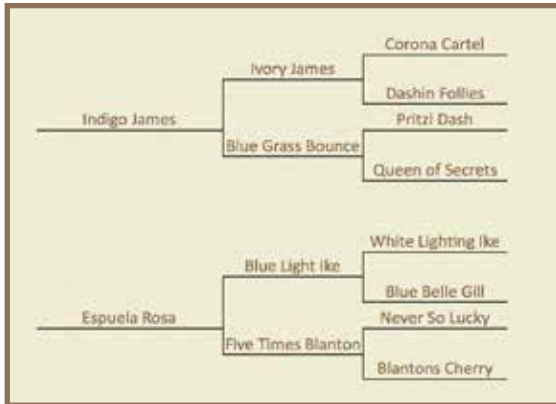 Corona Cartel
Ivory James
Dashin Follies
Indigo James
Pritzi Dash
Blue Grass Bounce
Queen of Secrets
White Lighting Ike
Blue Light Ike
Blue Belle Gill
Espuela Rosa
Never So Lucky
Five Times Blanton
Blantons Cherry